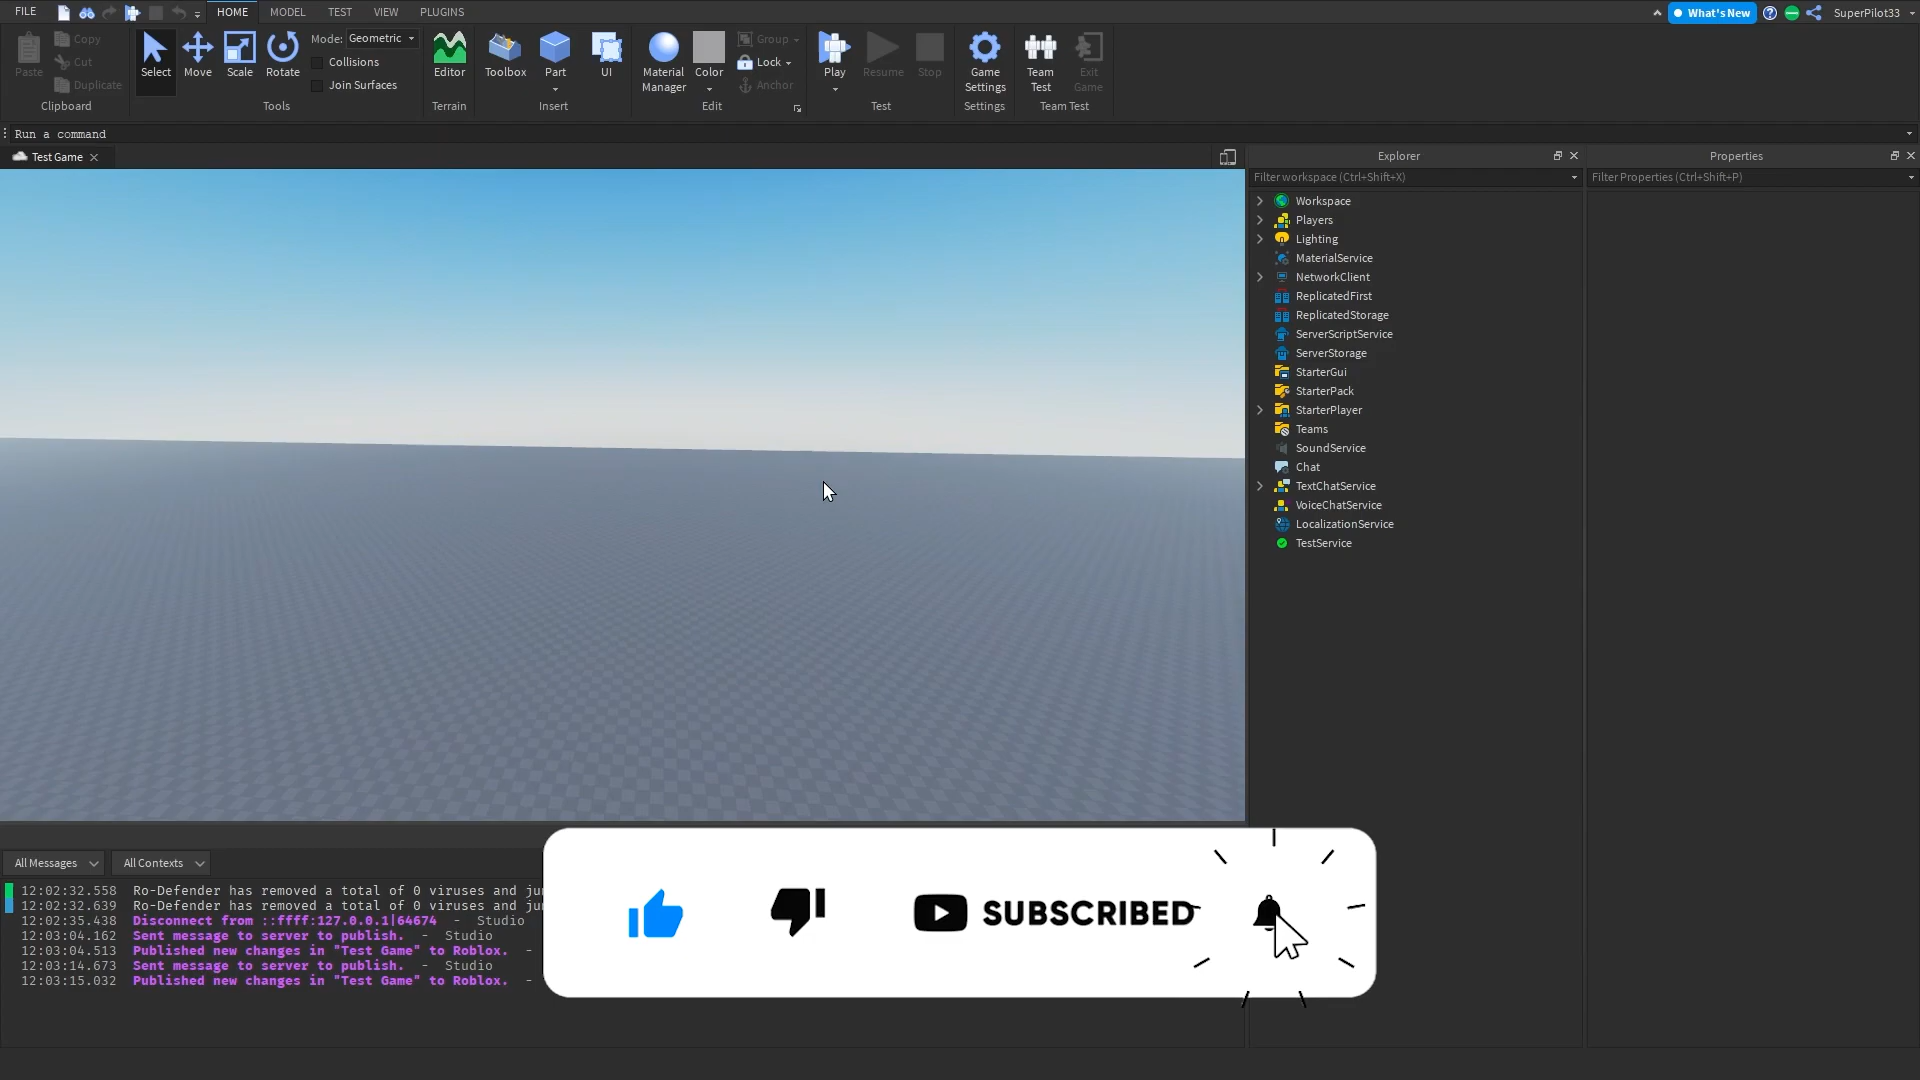 FILE HOME MODEL TEST VIEW PLUGINS What's New SuperPilot33
Paste Copy Cut Duplicate
Clipboard
Select Move Scale Rotate Mode: Geometric Collisions Join Surfaces
Tools
Editor
Terrain
Toolbox Part UI
Insert
Material Manager Color Group Lock Anchor
Edit
Play Resume Stop
Test
Game Settings
Settings
Team Test Exit Game
Team Test
Run a command
Test Game
Explorer
Filter workspace (Ctrl+Shift+X)
Workspace
Players
Lighting
MaterialService
NetworkClient
ReplicatedFirst
ReplicatedStorage
ServerScriptService
ServerStorage
StarterGui
StarterPack
StarterPlayer
Teams
SoundService
Chat
TextChatService
VoiceChatService
LocalizationService
TestService
Properties
Filter Properties (Ctrl+Shift+P)
All Messages All Contexts
12:02:32.558 Ro-Defender has removed a total of 0 viruses and
12:02:32.639 Ro-Defender has removed a total of 0 viruses and
12:02:35.438 Disconnect from ::ffff:127.0.0.1|64674 - Studio
12:03:04.162 Sent message to server to publish. - Studio
12:03:04.513 Published new changes in "Test Game" to Roblox. -
12:03:14.673 Sent message to server to publish. - Studio
12:03:15.032 Published new changes in "Test Game" to Roblox. -
SUBSCRIBED